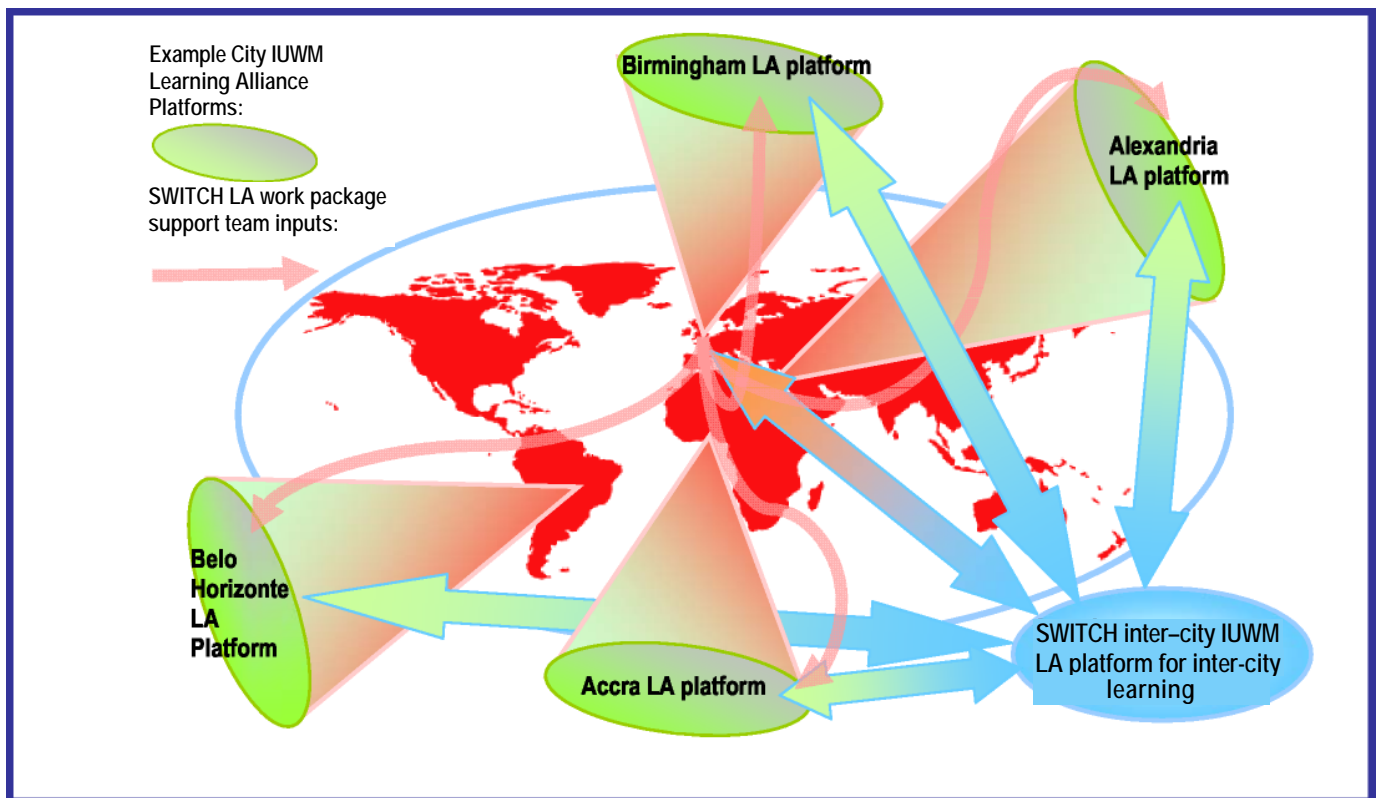 Example City IUWM
Learning Alliance
Platforms:
SWITCH LA work package
support team inputs:
Birmingham LA platform
Alexandria
LA platform
Belo
Horizonte
LA
Platform
Accra LA platform
SWITCH inter–city IUWM
LA platform for inter-city
learning